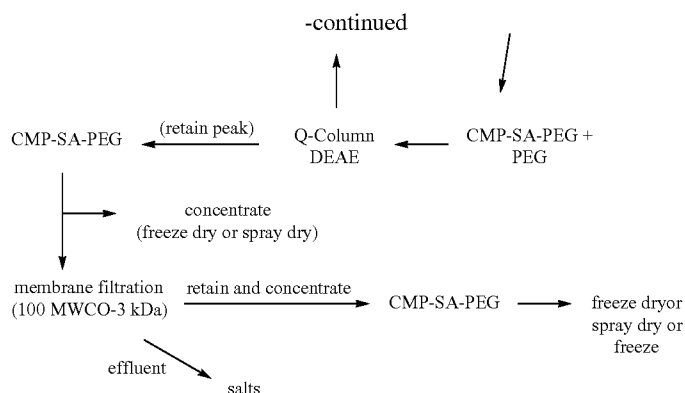 -continued
CMP-SA-PEG
(retain peak)
Q-Column
DEAE
CMP-SA-PEG +
PEG
concentrate
(freeze dry or spray dry)
membrane filtration
(100 MWCO-3 kDa)
retain and concentrate
CMP-SA-PEG
freeze dryor
spray dry or
freeze
effluent
salts